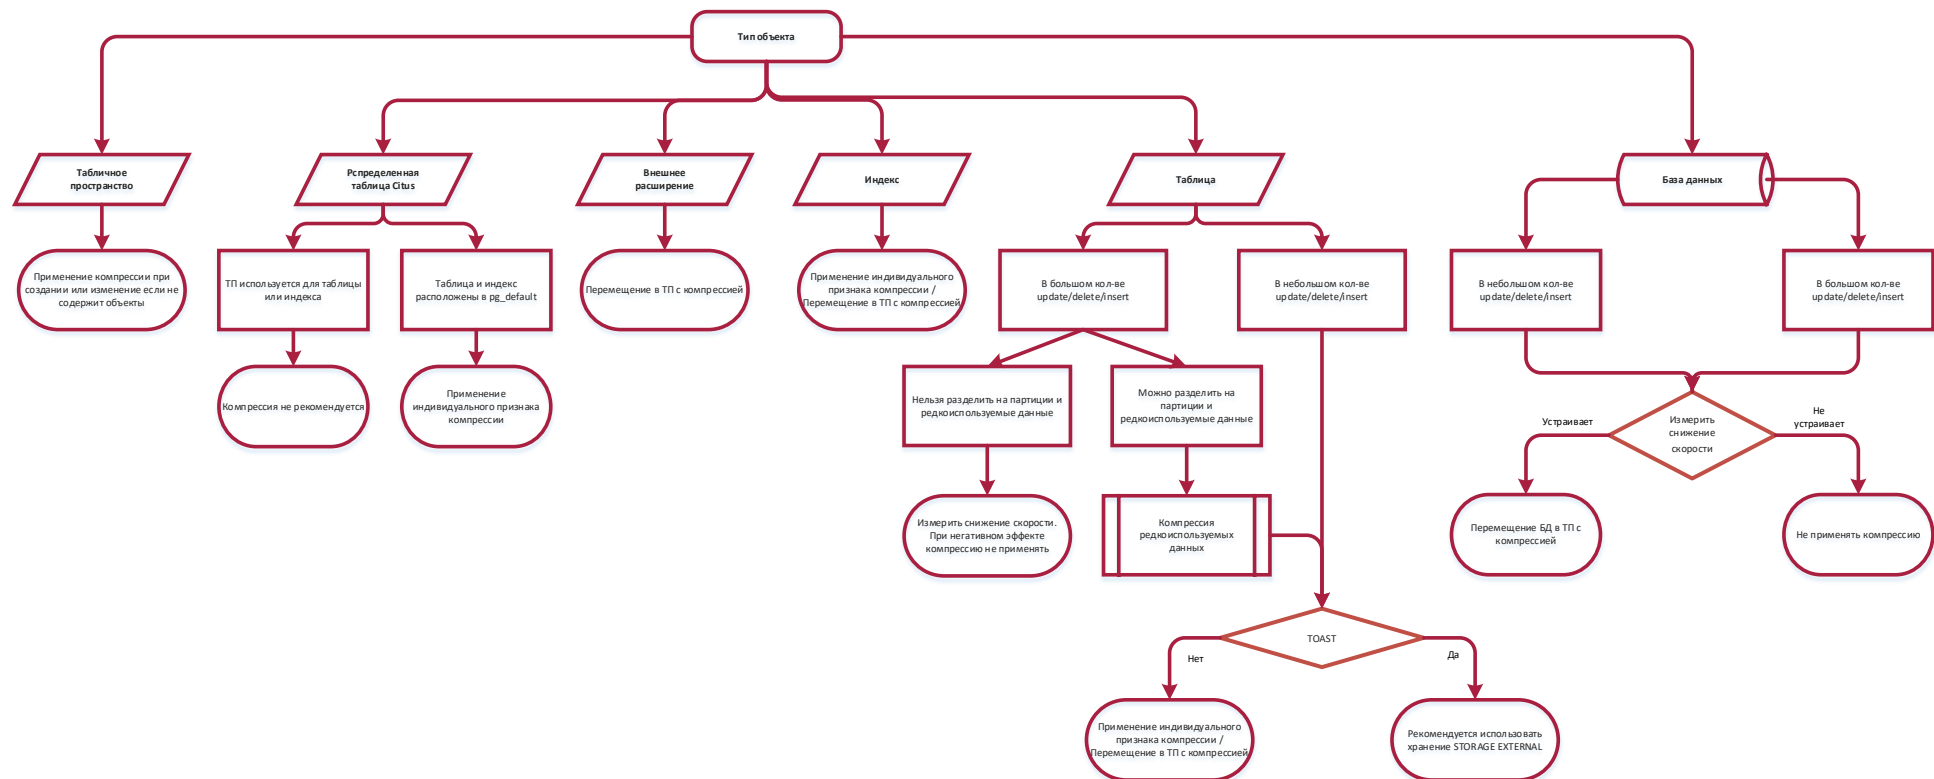 Тип объекта
Табличное
пространство
Рспределенная
таблица Citus
Внешнее
расширение
Индекс
Таблица
База данных
Применение компрессии при
создании или изменение если не
содержит объекты
ТП используется для таблицы
или индекса
Таблица и индекс
расположены в pg_default
Перемещение в ТП с компрессией
Применение индивидуального
признака компрессии /
Перемещение в ТП с компрессией
В большом кол-ве
update/delete/insert
В небольшом кол-ве
update/delete/insert
В небольшом кол-ве
update/delete/insert
В большом кол-ве
update/delete/insert
Компрессия не рекомендуется
Применение
индивидуального признака
компрессии
Нельзя разделить на партиции и
редкоиспользуемые данные
Можно разделить на
партиции и
редкоиспользуемые данные
Устраивает
Измерить
снижение
скорости
Не
устраивает
Измерить снижение скорости.
При негативном эффекте
компрессию не применять
Компрессия
редкоиспользуемых
данных
Перемещение БД в ТП с
компрессией
Не применять компрессию
TOAST
Нет
Да
Применение индивидуального
признака компрессии /
Перемещение в ТП с компрессией
Рекомендуется использовать
хранение STORAGE EXTERNAL